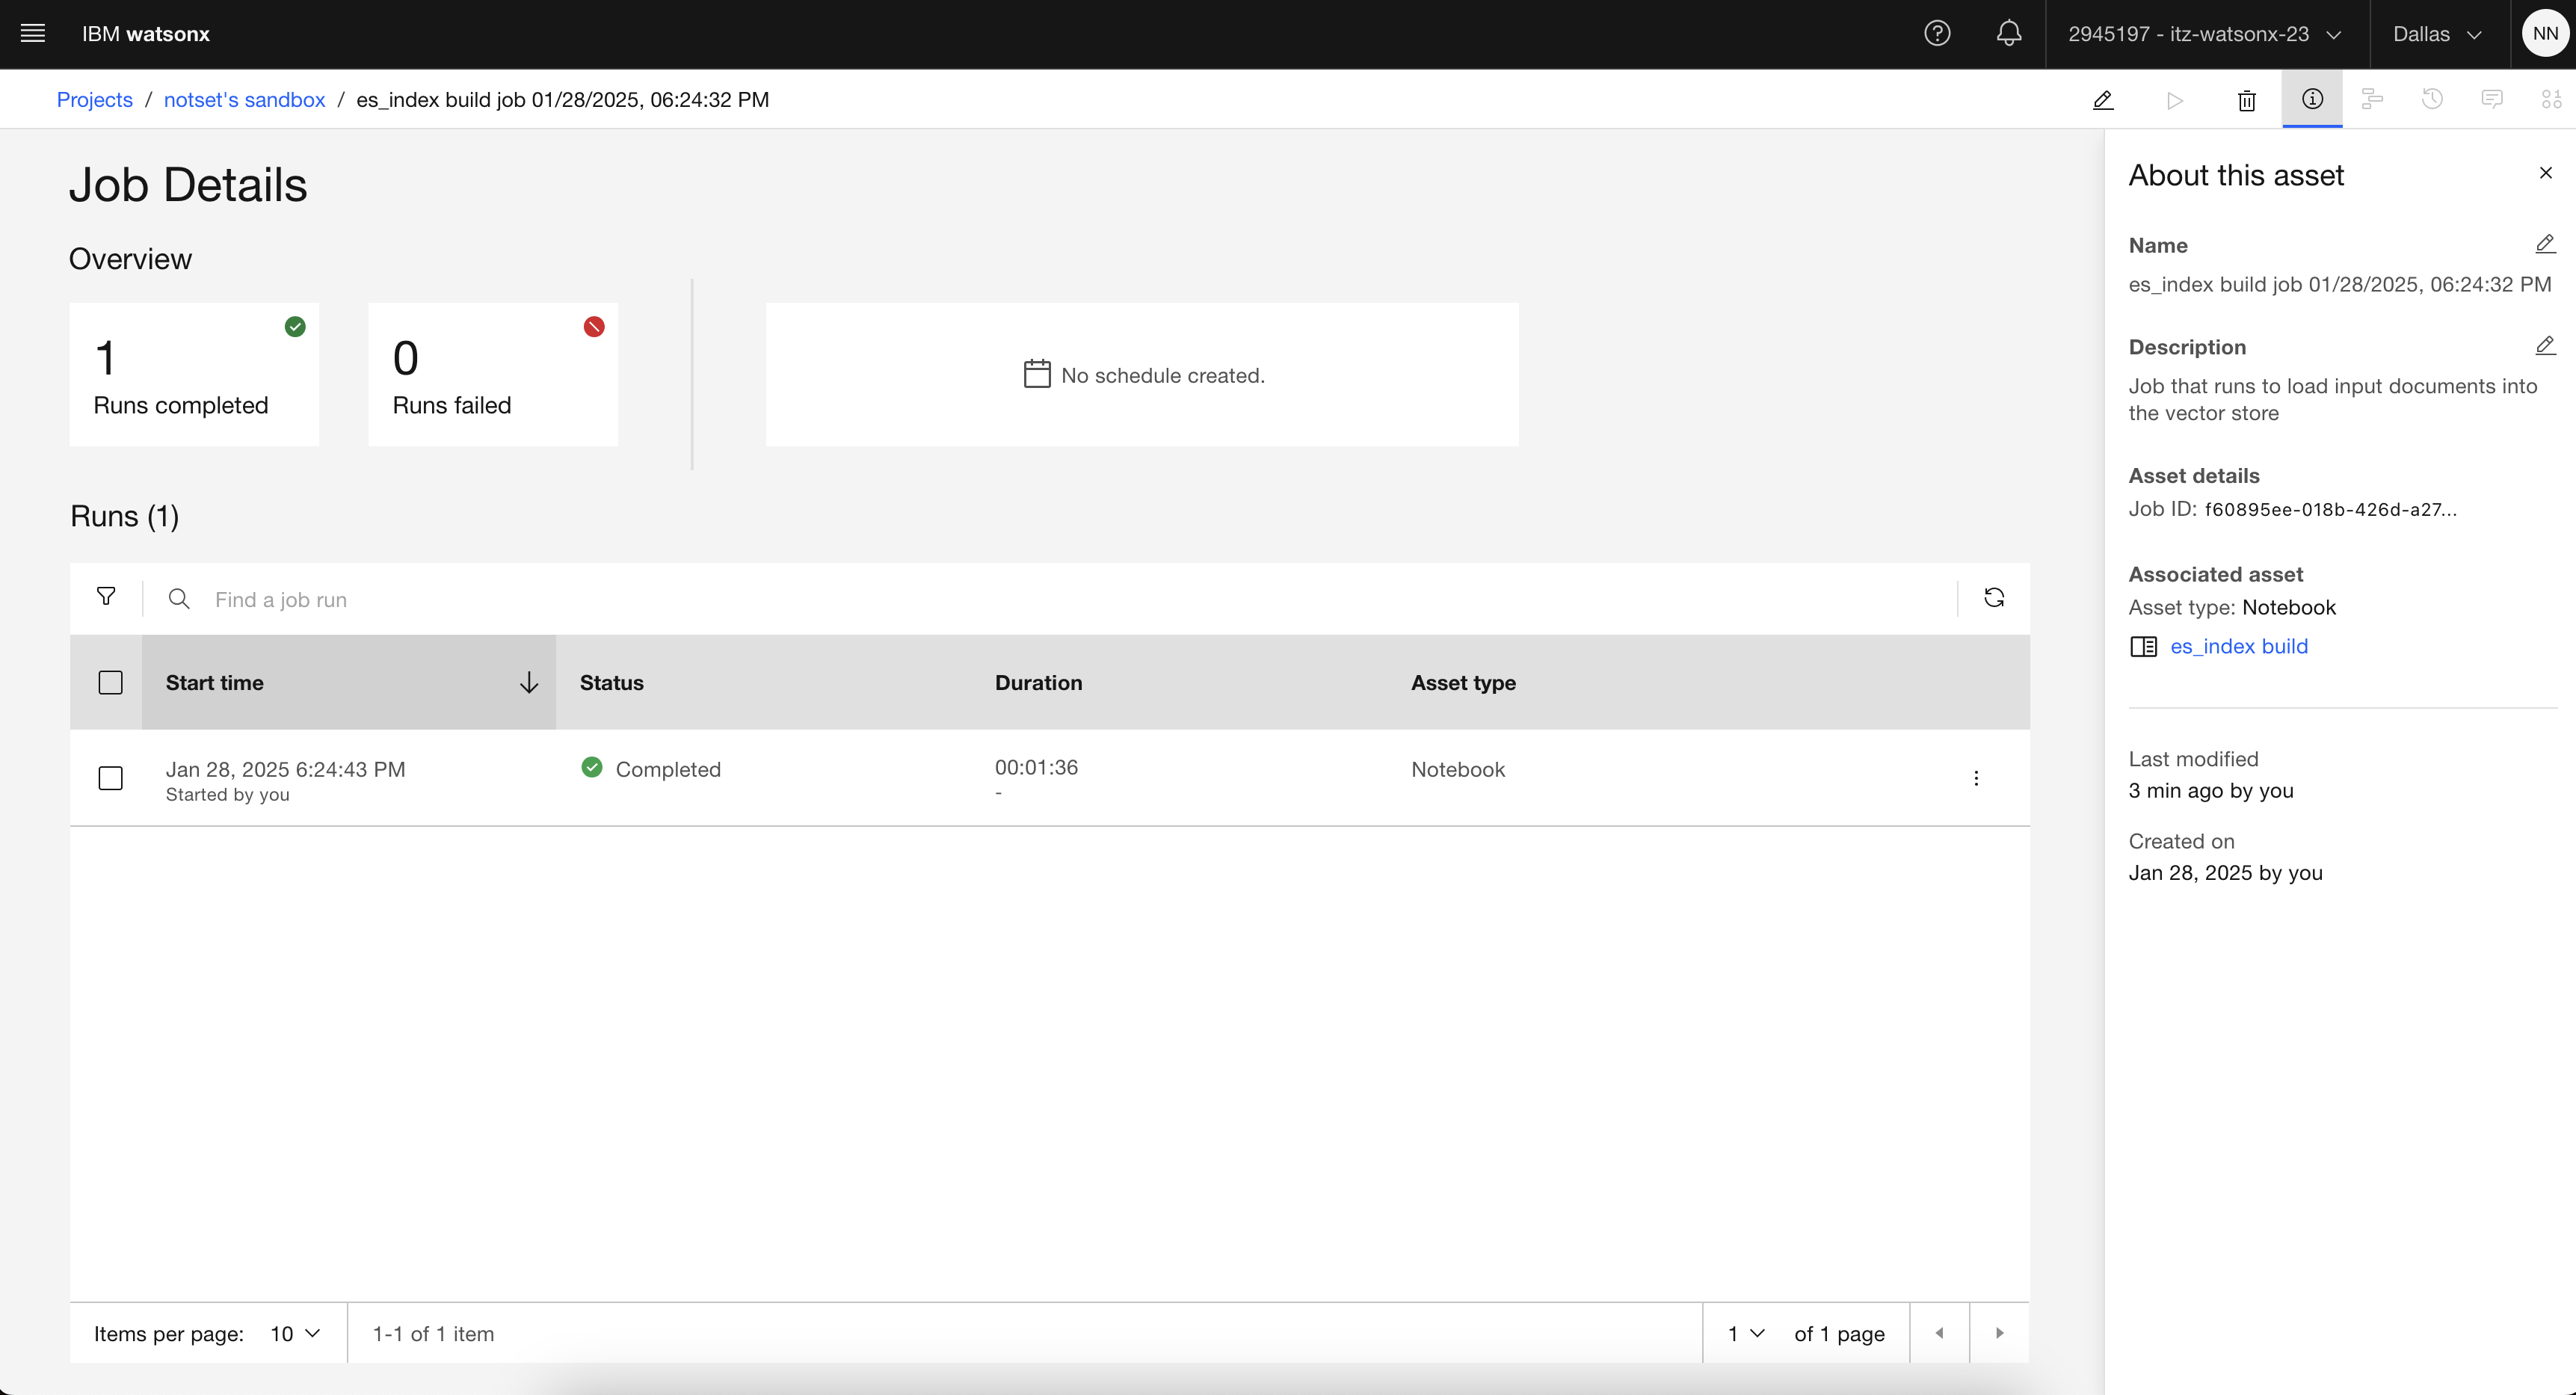 IBM watsonx
2945197 - itz-watsonx-23
Dallas
NN
Projects / notset's sandbox / es_index build job 01/28/2025, 06:24:32 PM
Job Details
Overview
1
Runs completed
0
Runs failed
No schedule created.
Runs (1)
Find a job run
Start time Status Duration Asset type
Jan 28, 2025 6:24:43 PM Completed 00:01:36 Notebook
Started by you -
Items per page: 10 1-1 of 1 item 1 of 1 page
About this asset
Name
es_index build job 01/28/2025, 06:24:32 PM
Description
Job that runs to load input documents into
the vector store
Asset details
Job ID: f60895ee-018b-426d-a27...
Associated asset
Asset type: Notebook
es_index build
Last modified
3 min ago by you
Created on
Jan 28, 2025 by you